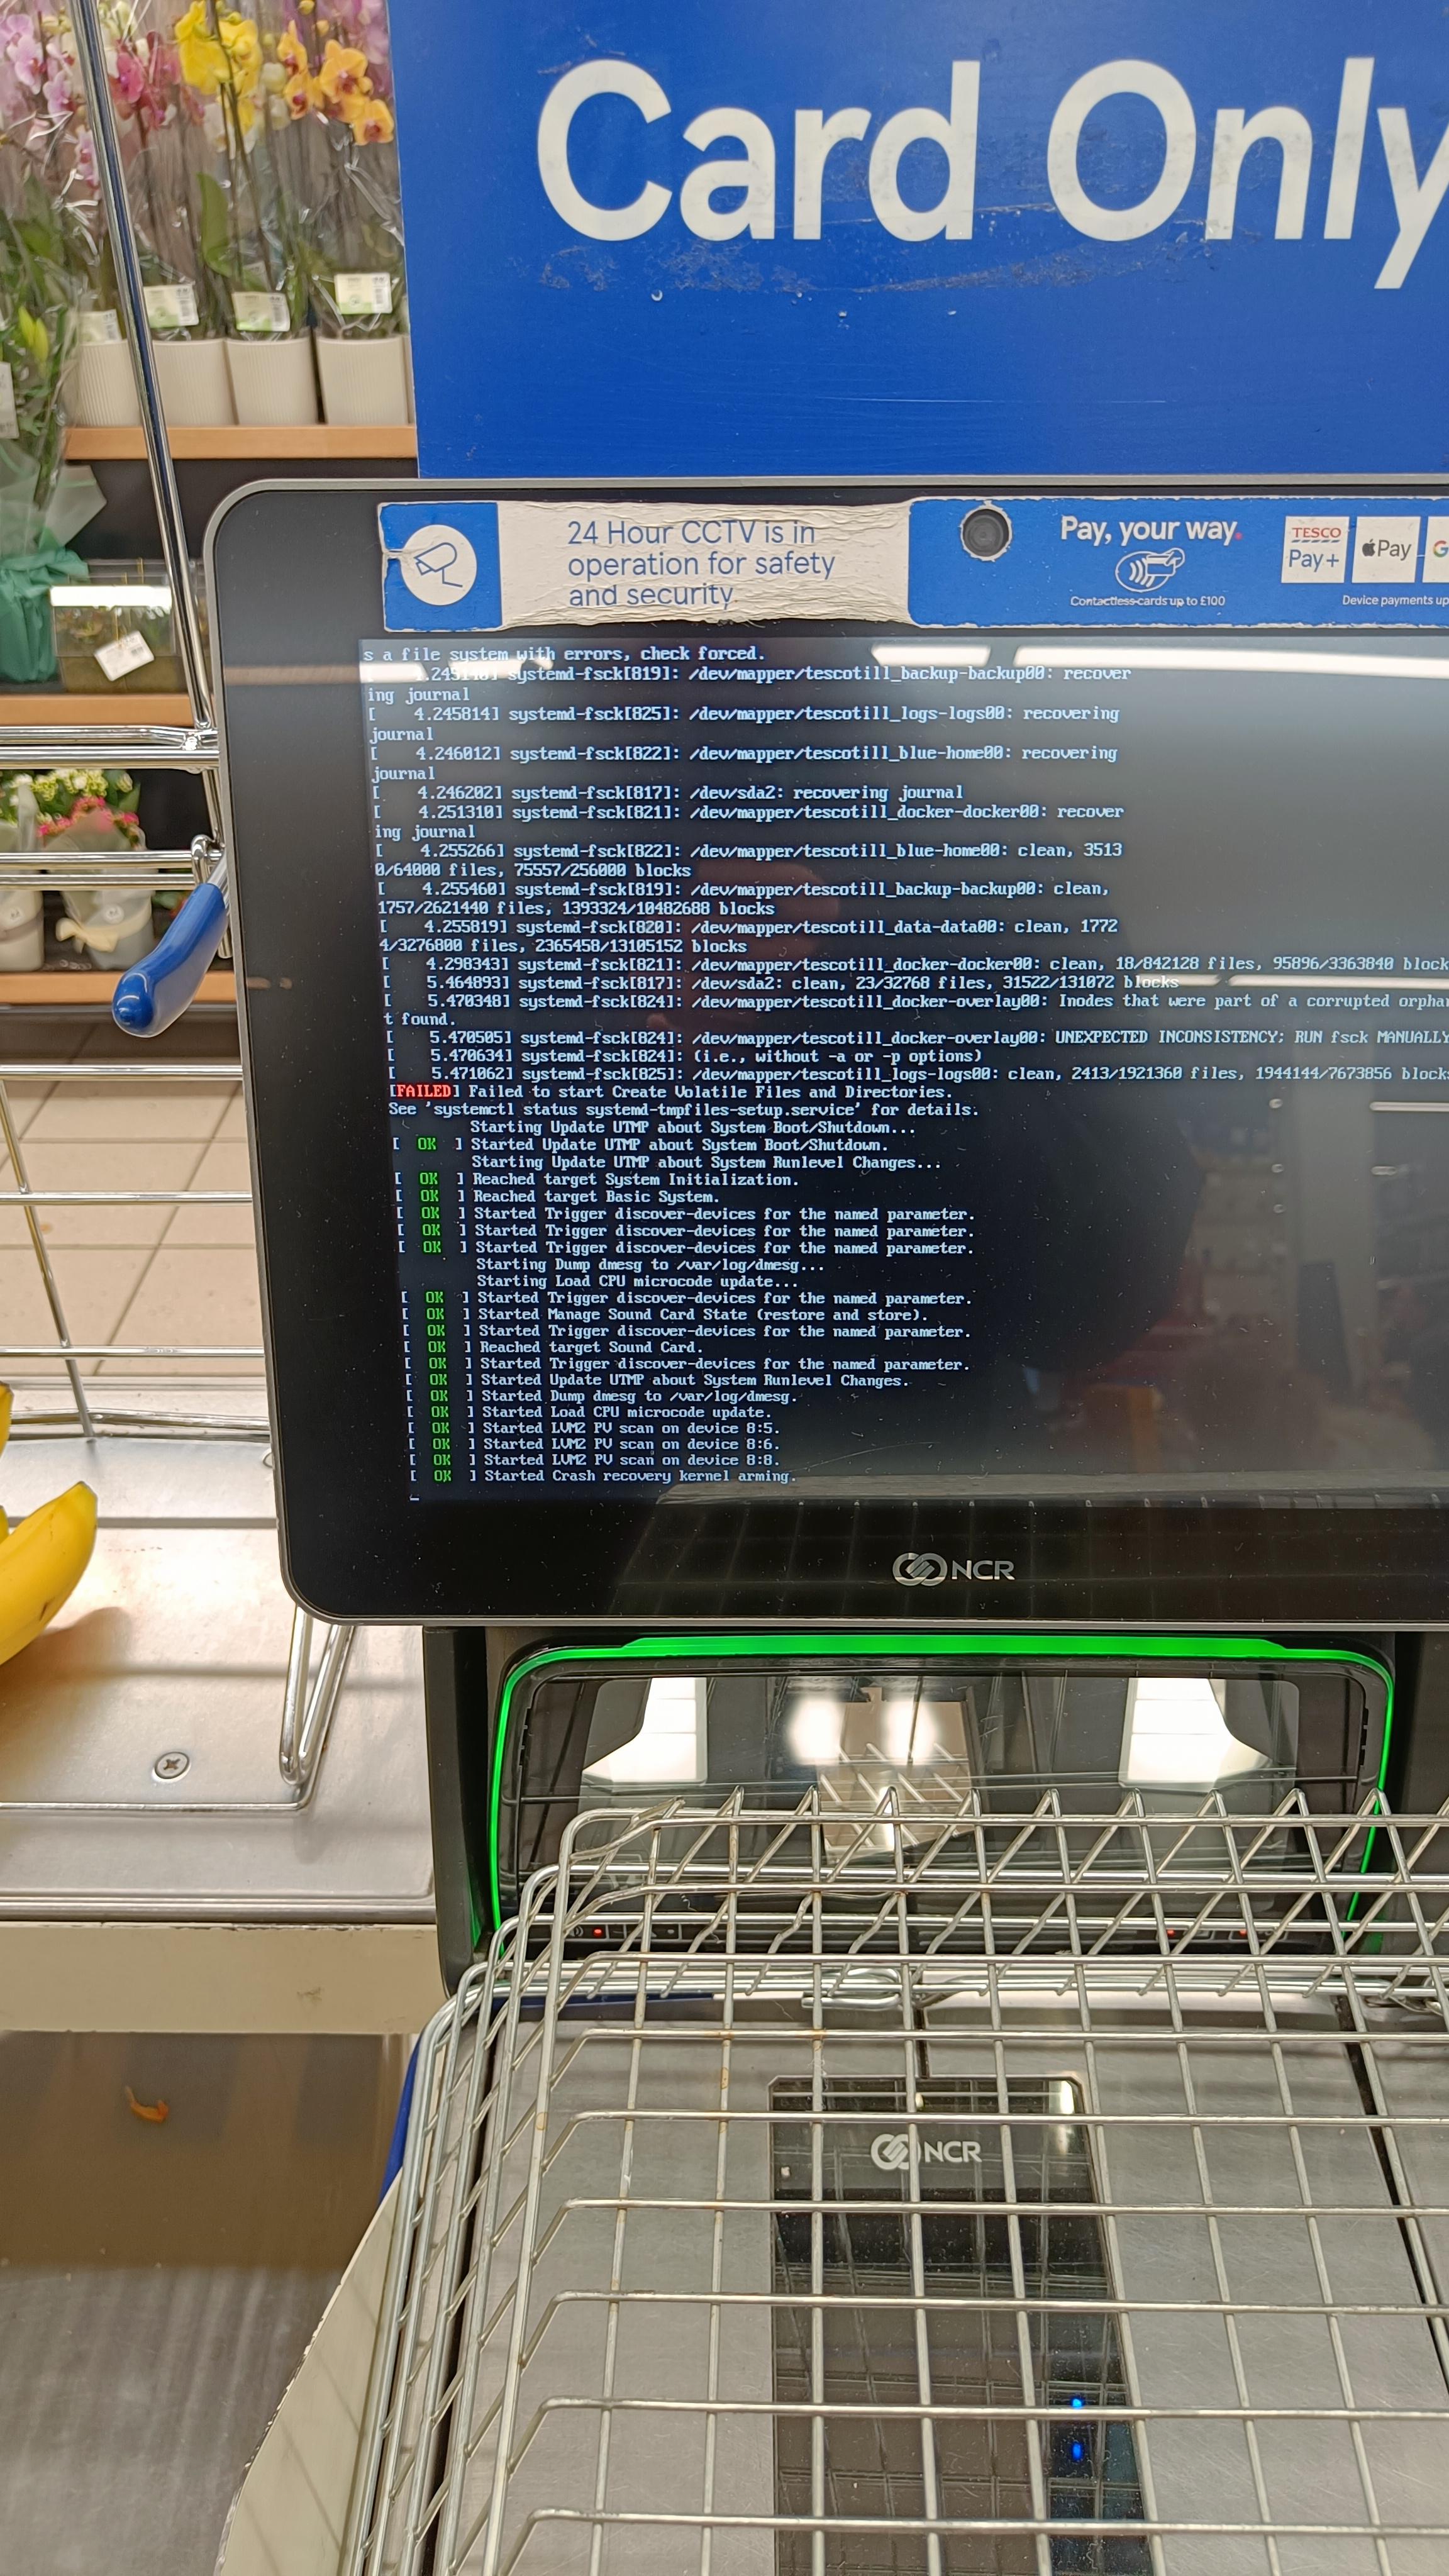 Card Only
24 Hour CCTV is in
operation for safety
and security.
Pay, your way.
Contactless cards up to £100
TESCO
Pay+
Pay
G
Device payments up
s a file system with errors, check forced.
systemd-fsck[819]: /dev/mapper/tescotill_backup-backup00: recover
ing journal
[    4.245814] systemd-fsck[825]: /dev/mapper/tescotill_logs-logs00: recovering
journal
[    4.246012] systemd-fsck[822]: /dev/mapper/tescotill_blue-home00: recovering
journal
[    4.246202] systemd-fsck[817]: /dev/sda2: recovering journal
[    4.251310] systemd-fsck[821]: /dev/mapper/tescotill_docker-docker00: recover
ing journal
[    4.255266] systemd-fsck[822]: /dev/mapper/tescotill_blue-home00: clean, 3513
0/64000 files, 75557/256000 blocks
[    4.255460] systemd-fsck[819]: /dev/mapper/tescotill_backup-backup00: clean,
1757/2621440 files, 1393324/10482688 blocks
[    4.255819] systemd-fsck[820]: /dev/mapper/tescotill_data-data00: clean, 1772
4/3276800 files, 2365458/13105152 blocks
[    4.298343] systemd-fsck[821]: /dev/mapper/tescotill_docker-docker00: clean, 18/842128 files, 95896/3363840 block
[    5.464893] systemd-fsck[817]: /dev/sda2: clean, 23/32768 files, 31522/131072 blocks
[    5.470348] systemd-fsck[824]: /dev/mapper/tescotill_docker-overlay00: Inodes that were part of a corrupted orpha
t found.
[    5.470505] systemd-fsck[824]: /dev/mapper/tescotill_docker-overlay00: UNEXPECTED INCONSISTENCY; RUN fsck MANUALLY
[    5.470634] systemd-fsck[824]: (i.e., without -a or -p options)
[    5.471062] systemd-fsck[825]: /dev/mapper/tescotill_logs-logs00: clean, 2413/1921360 files, 1944144/7673856 block
[FAILED] Failed to start Create Volatile Files and Directories.
See 'systemctl status systemd-tmpfiles-setup.service' for details.
Starting Update UTMP about System Boot/Shutdown...
[  OK  ] Started Update UTMP about System Boot/Shutdown.
Starting Update UTMP about System Runlevel Changes...
[  OK  ] Reached target System Initialization.
[  OK  ] Reached target Basic System.
[  OK  ] Started Trigger discover-devices for the named parameter.
[  OK  ] Started Trigger discover-devices for the named parameter.
[  OK  ] Started Trigger discover-devices for the named parameter.
Starting Dump dmesg to /var/log/dmesg...
Starting Load CPU microcode update...
[  OK  ] Started Trigger discover-devices for the named parameter.
[  OK  ] Started Manage Sound Card State (restore and store).
[  OK  ] Started Trigger discover-devices for the named parameter.
[  OK  ] Reached target Sound Card.
[  OK  ] Started Trigger discover-devices for the named parameter.
[  OK  ] Started Update UTMP about System Runlevel Changes.
[  OK  ] Started Dump dmesg to /var/log/dmesg.
[  OK  ] Started Load CPU microcode update.
[  OK  ] Started LVM2 PV scan on device 8:5.
[  OK  ] Started LVM2 PV scan on device 8:6.
[  OK  ] Started LVM2 PV scan on device 8:8.
[  OK  ] Started Crash recovery kernel arming.
NCR
NCR